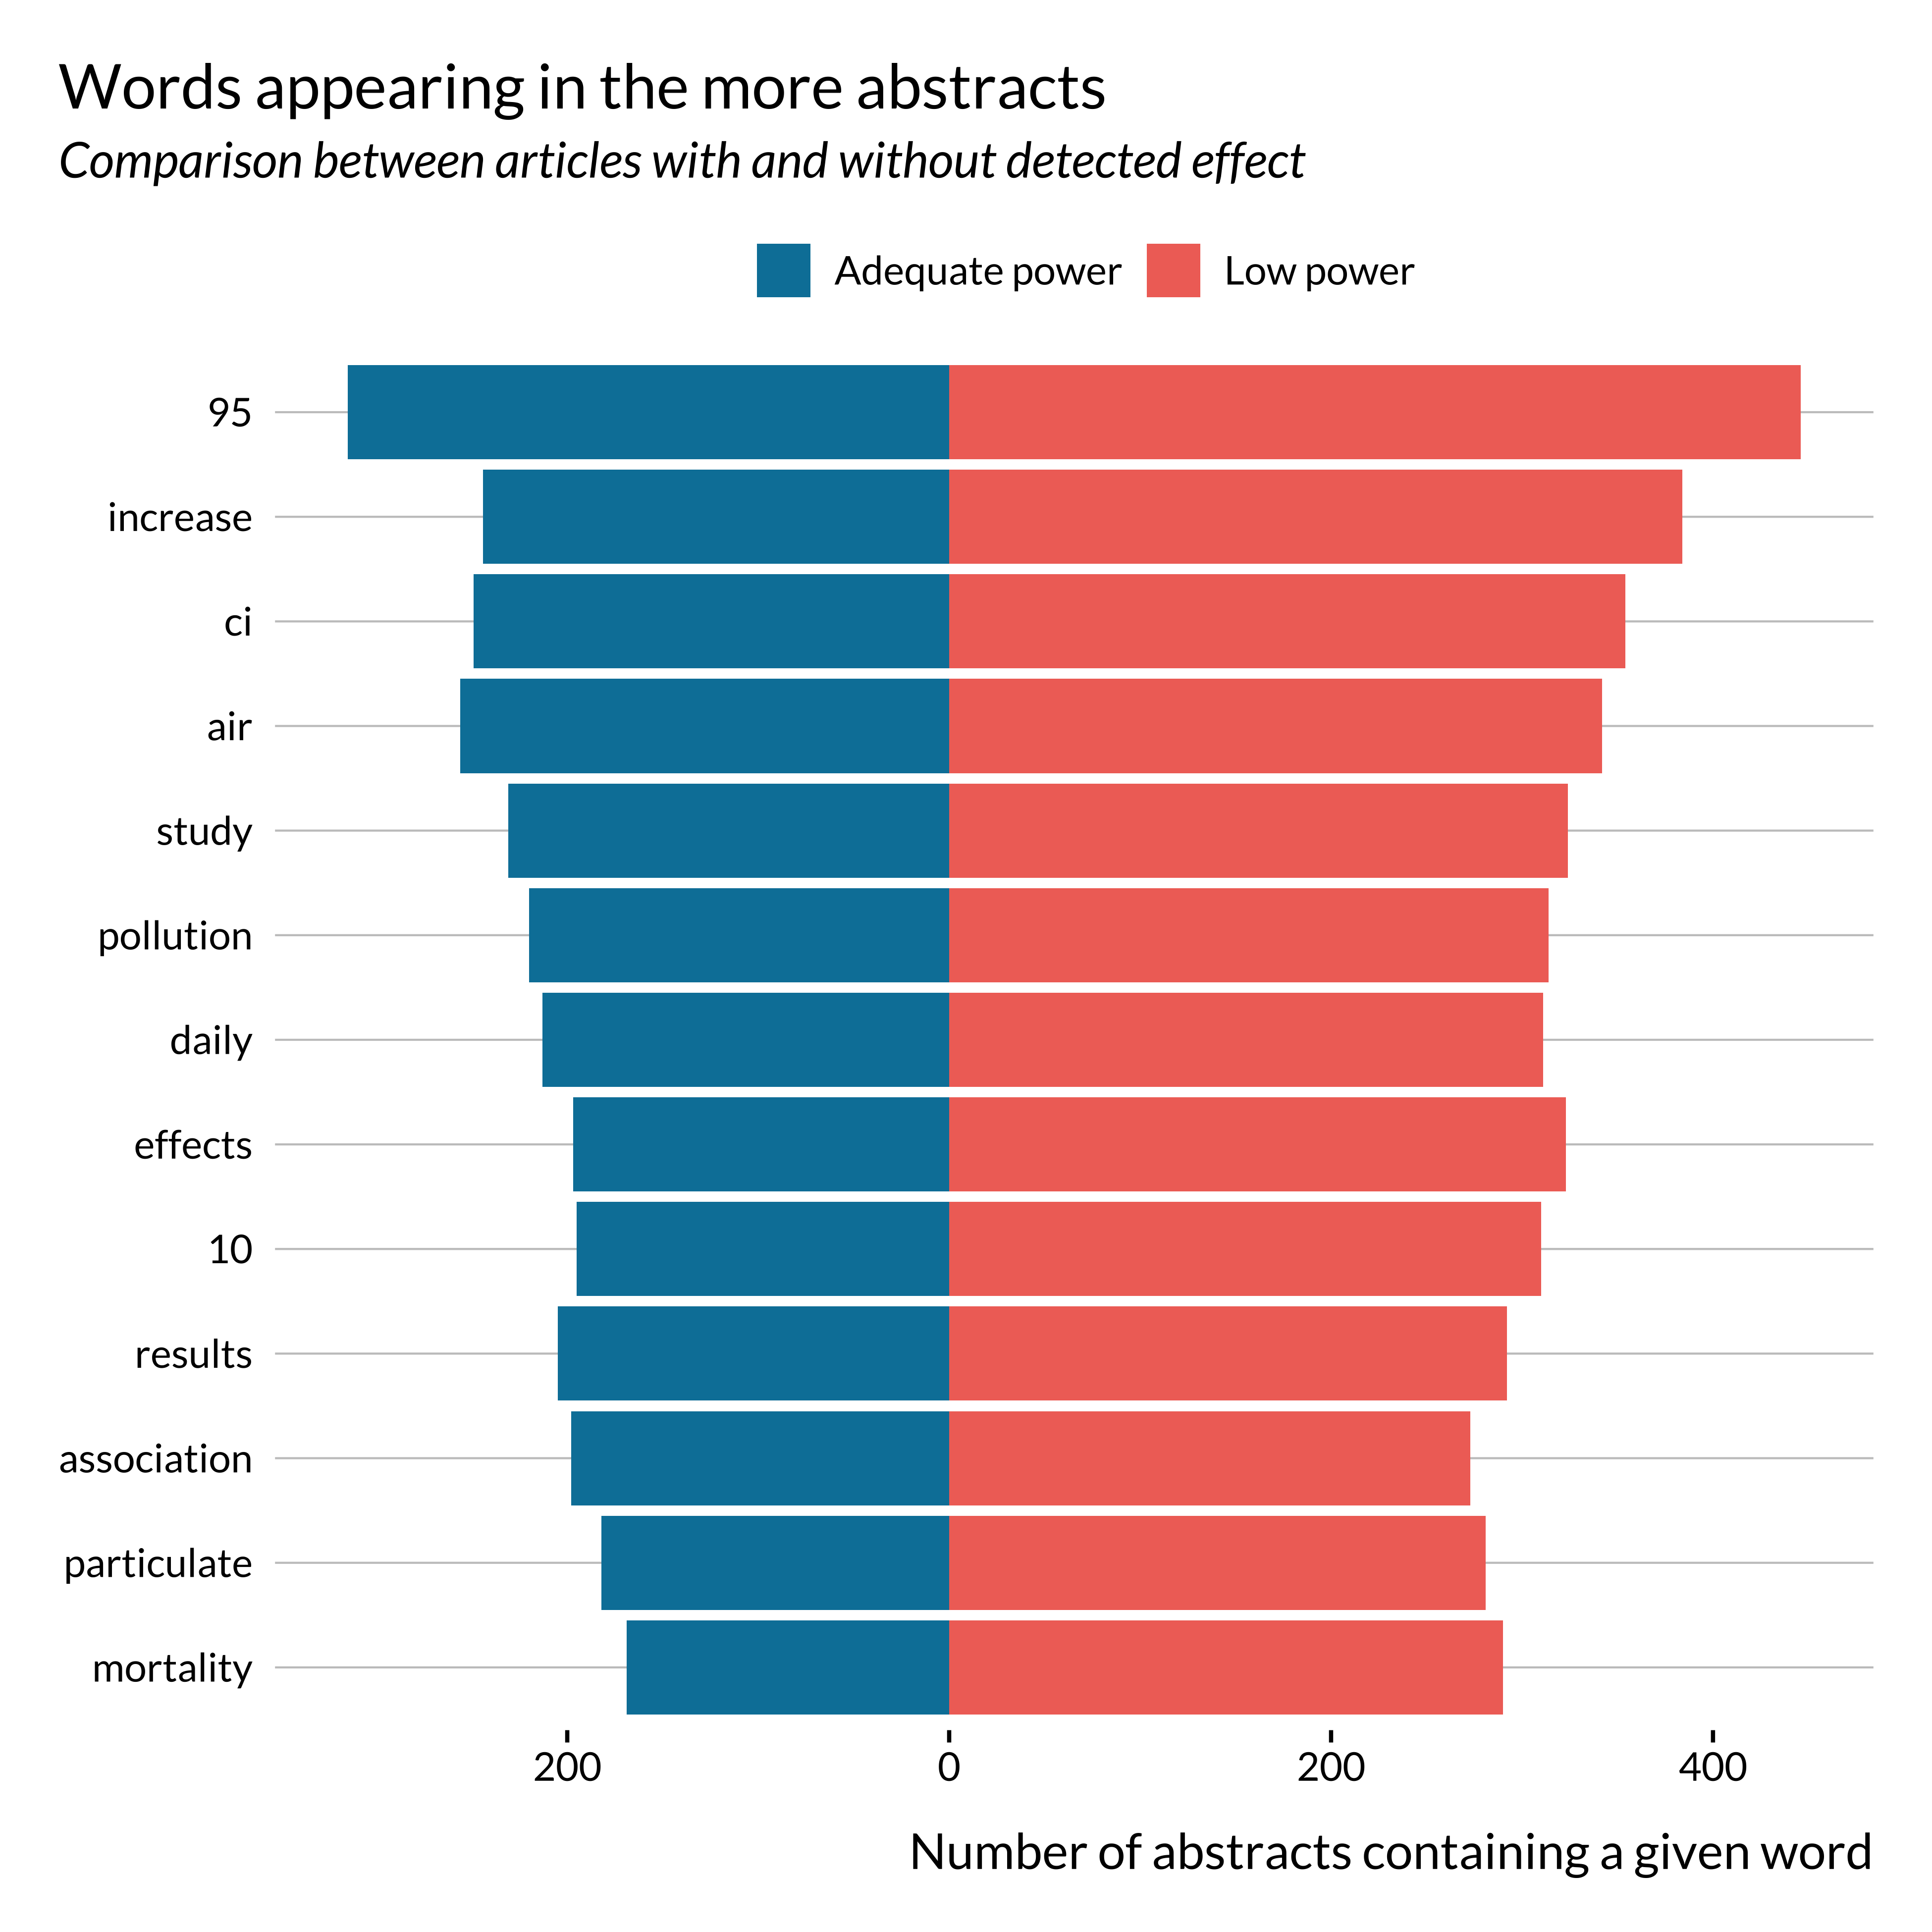 Words appearing in the more abstracts
Comparison between articles with and without detected effect
Adequate power
Low power
95
increase
ci
air
study
pollution
daily
effects
10
results
association
particulate
mortality
200
0
200
400
Number of abstracts containing a given word